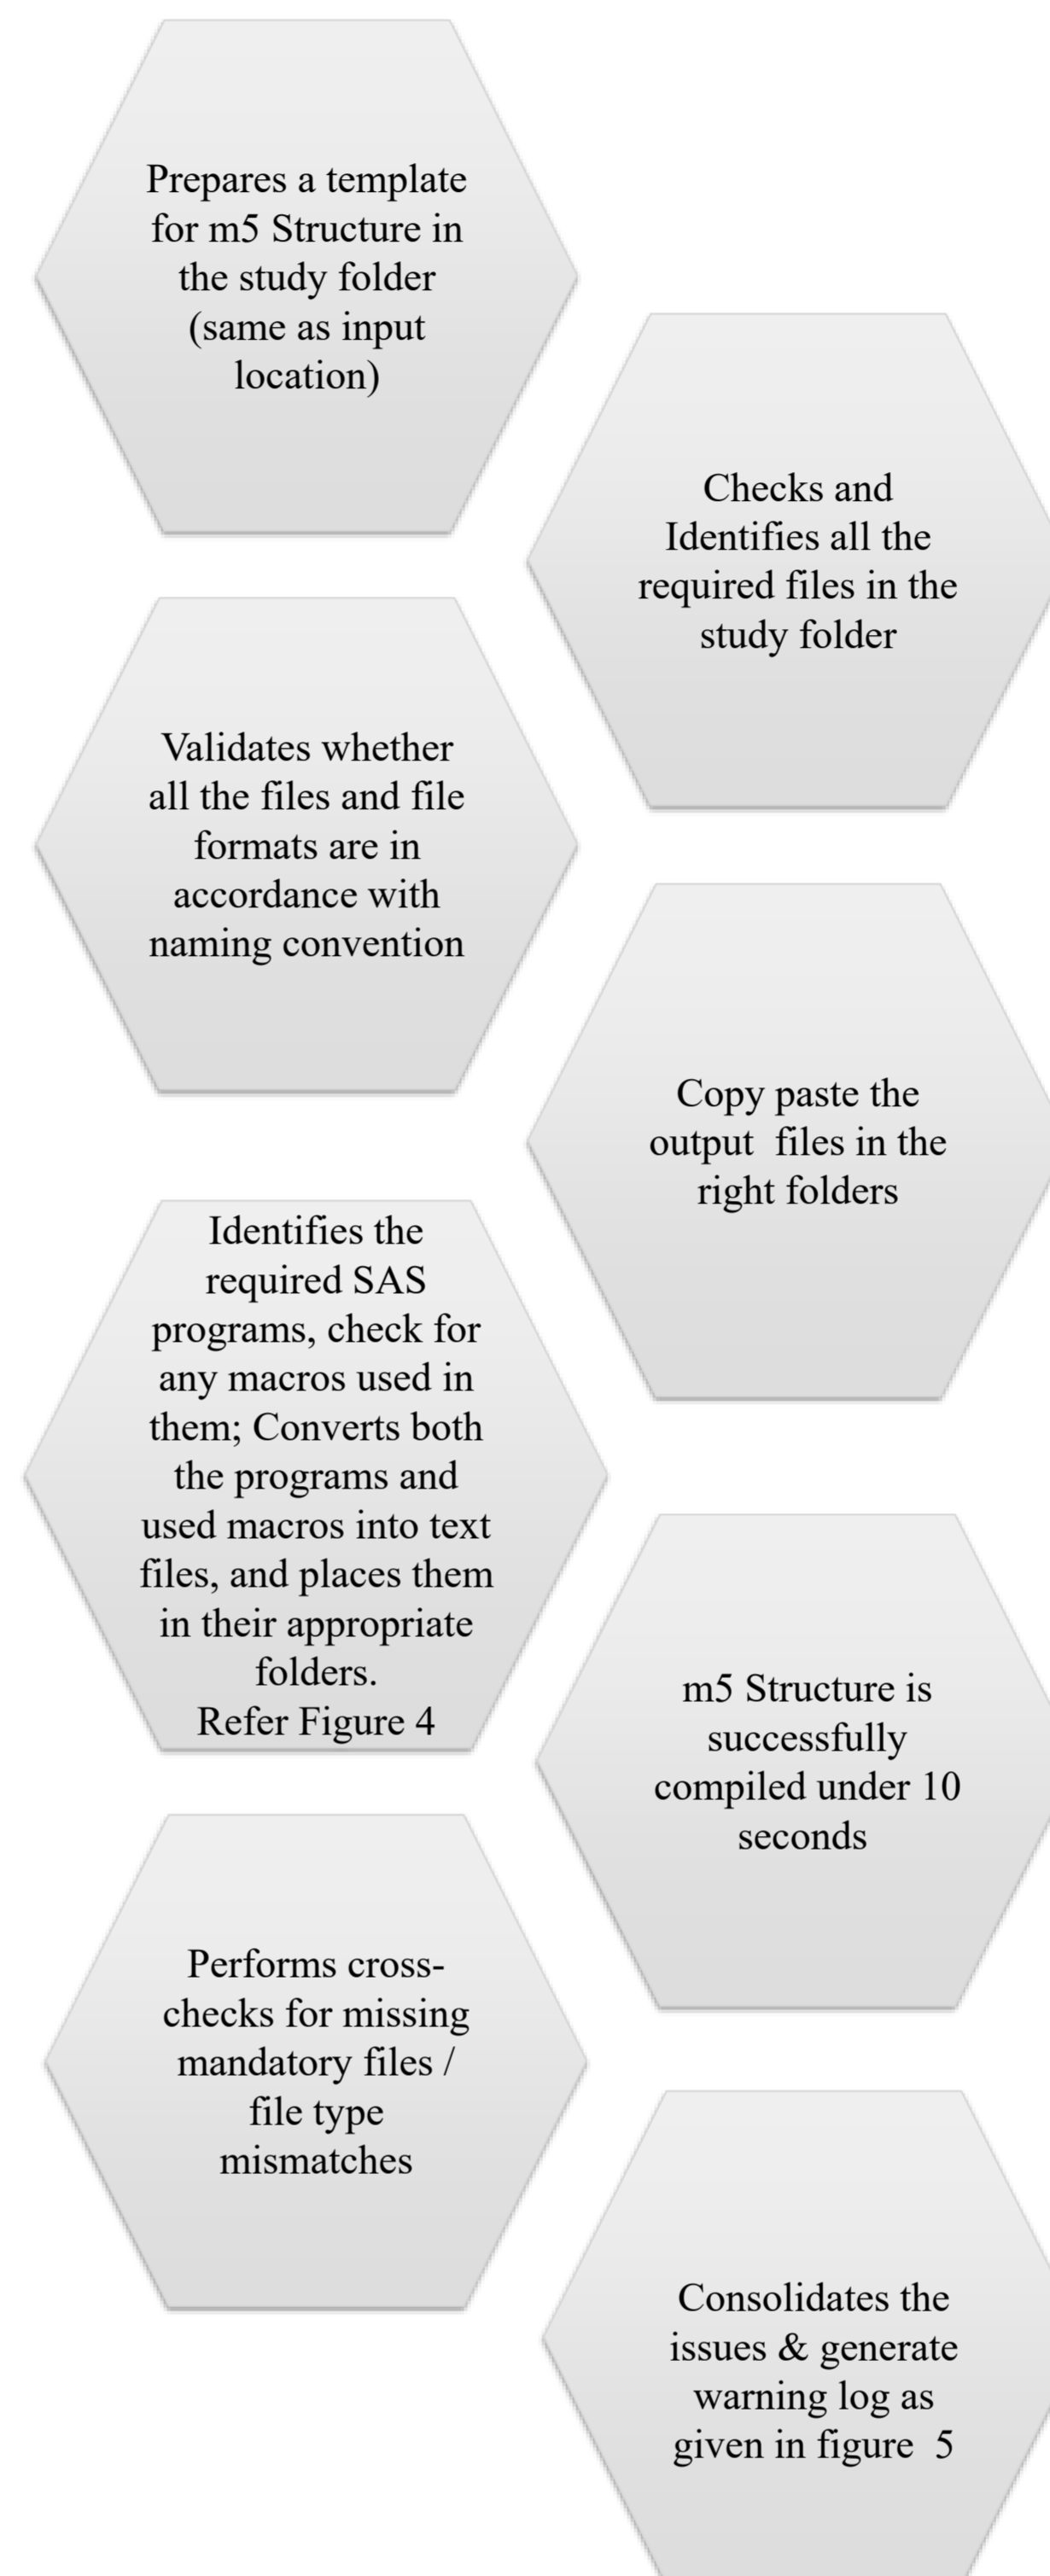 Prepares a template
for m5 Structure in
the study folder
(same as input
location)
Checks and
Identifies all the
required files in the
study folder
Validates whether
all the files and file
formats are in
accordance with
naming convention
Copy paste the
output  files in the
right folders
Identifies the
required SAS
programs, check for
any macros used in
them; Converts both
the programs and
used macros into text
files, and places them
in their appropriate
folders.
Refer Figure 4
m5 Structure is
successfully
compiled under 10
seconds
Performs cross-
checks for missing
mandatory files /
file type
mismatches
Consolidates the
issues & generate
warning log as
given in figure  5